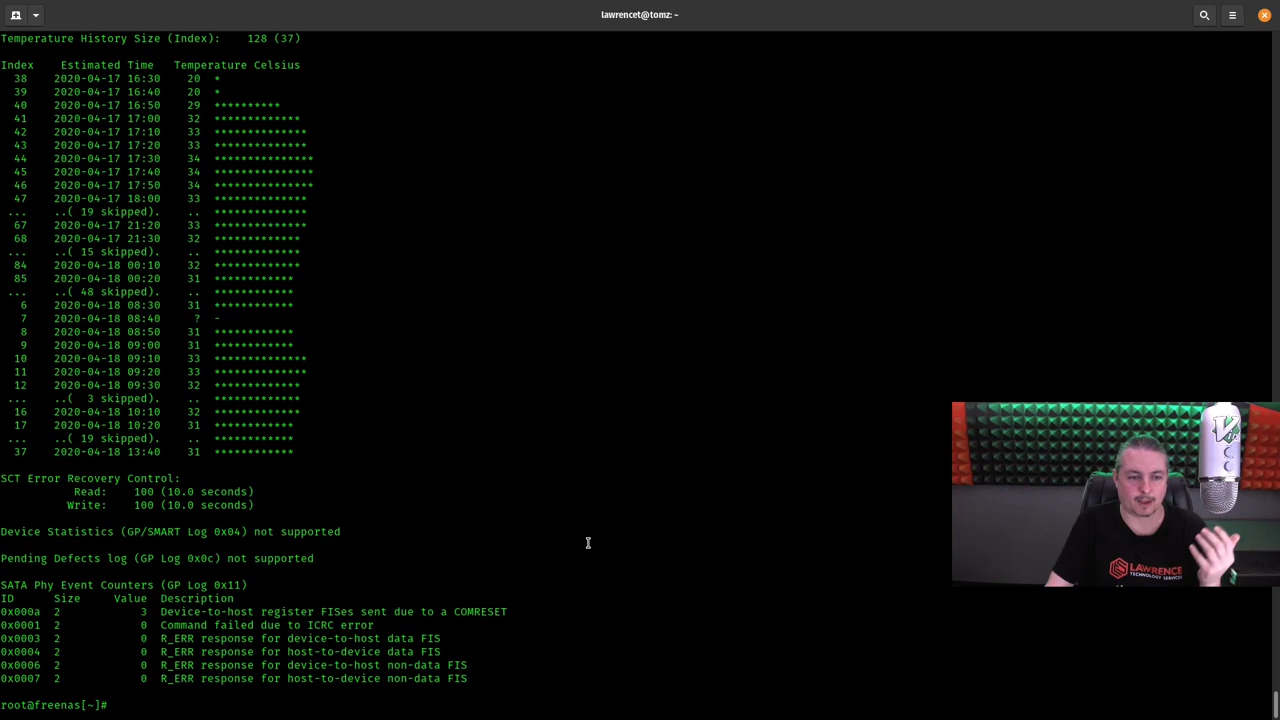 lawrencet@tomz: ~
Temperature History Size (Index):    128 (37)
Index    Estimated Time   Temperature Celsius
  38    2020-04-17 16:30    20  *
  39    2020-04-17 16:40    20  *
  40    2020-04-17 16:50    29  **********
  41    2020-04-17 17:00    32  *************
  42    2020-04-17 17:10    33  **************
  43    2020-04-17 17:20    33  **************
  44    2020-04-17 17:30    34  ***************
  45    2020-04-17 17:40    34  ***************
  46    2020-04-17 17:50    34  ***************
  47    2020-04-17 18:00    33  **************
 ...    ..( 19 skipped).    ..  **************
  67    2020-04-17 21:20    33  **************
  68    2020-04-17 21:30    32  *************
 ...    ..( 15 skipped).    ..  *************
  84    2020-04-18 00:10    32  *************
  85    2020-04-18 00:20    31  ************
 ...    ..( 48 skipped).    ..  ************
   6    2020-04-18 08:30    31  ************
   7    2020-04-18 08:40     ?  -
   8    2020-04-18 08:50    31  ************
   9    2020-04-18 09:00    31  ************
  10    2020-04-18 09:10    33  **************
  11    2020-04-18 09:20    33  **************
  12    2020-04-18 09:30    32  *************
 ...    ..(  3 skipped).    ..  *************
  16    2020-04-18 10:10    32  *************
  17    2020-04-18 10:20    31  ************
 ...    ..( 19 skipped).    ..  ************
  37    2020-04-18 13:40    31  ************
SCT Error Recovery Control:
           Read:    100 (10.0 seconds)
          Write:    100 (10.0 seconds)
Device Statistics (GP/SMART Log 0x04) not supported
Pending Defects log (GP Log 0x0c) not supported
SATA Phy Event Counters (GP Log 0x11)
ID      Size     Value  Description
0x000a  2            3  Device-to-host register FISes sent due to a COMRESET
0x0001  2            0  Command failed due to ICRC error
0x0003  2            0  R_ERR response for device-to-host data FIS
0x0004  2            0  R_ERR response for host-to-device data FIS
0x0006  2            0  R_ERR response for device-to-host non-data FIS
0x0007  2            0  R_ERR response for host-to-device non-data FIS
root@freenas[~]#
LAWRENCE
TECHNOLOGY SERVICES